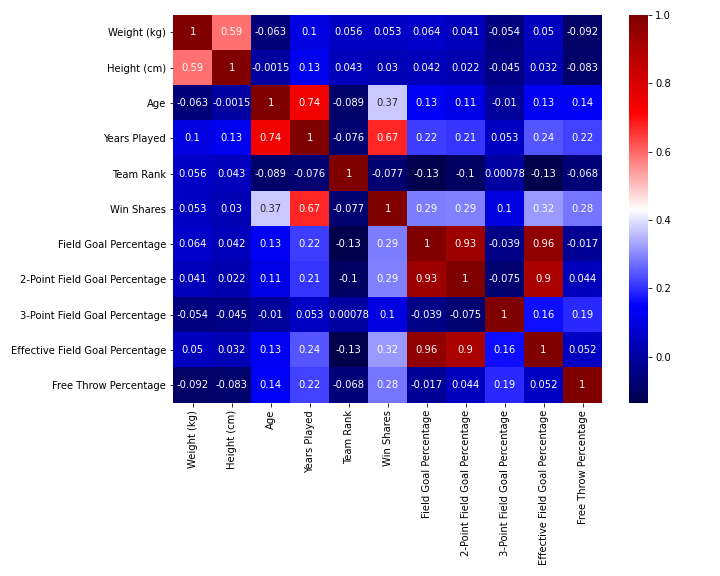 Weight (kg) 1 0.59 -0.063 0.1 0.056 0.053 0.064 0.041 -0.054 0.05 -0.092
Height (cm) 0.59 1 -0.0015 0.13 0.043 0.03 0.042 0.022 -0.045 0.032 -0.083
Age -0.063 -0.0015 1 0.74 -0.089 0.37 0.13 0.11 -0.01 0.13 0.14
Years Played 0.1 0.13 0.74 1 -0.076 0.67 0.22 0.21 0.053 0.24 0.22
Team Rank 0.056 0.043 -0.089 -0.076 1 -0.077 -0.13 -0.1 0.00078 -0.13 -0.068
Win Shares 0.053 0.03 0.37 0.67 -0.077 1 0.29 0.29 0.1 0.32 0.28
Field Goal Percentage 0.064 0.042 0.13 0.22 -0.13 0.29 1 0.93 -0.039 0.96 -0.017
2-Point Field Goal Percentage 0.041 0.022 0.11 0.21 -0.1 0.29 0.93 1 -0.075 0.9 0.044
3-Point Field Goal Percentage -0.054 -0.045 -0.01 0.053 0.00078 0.1 -0.039 -0.075 1 0.16 0.19
Effective Field Goal Percentage 0.05 0.032 0.13 0.24 -0.13 0.32 0.96 0.9 0.16 1 0.052
Free Throw Percentage -0.092 -0.083 0.14 0.22 -0.068 0.28 -0.017 0.044 0.19 0.052 1
Weight (kg)
Height (cm)
Age
Years Played
Team Rank
Win Shares
Field Goal Percentage
2-Point Field Goal Percentage
3-Point Field Goal Percentage
Effective Field Goal Percentage
Free Throw Percentage
1.0
0.8
0.6
0.4
0.2
0.0